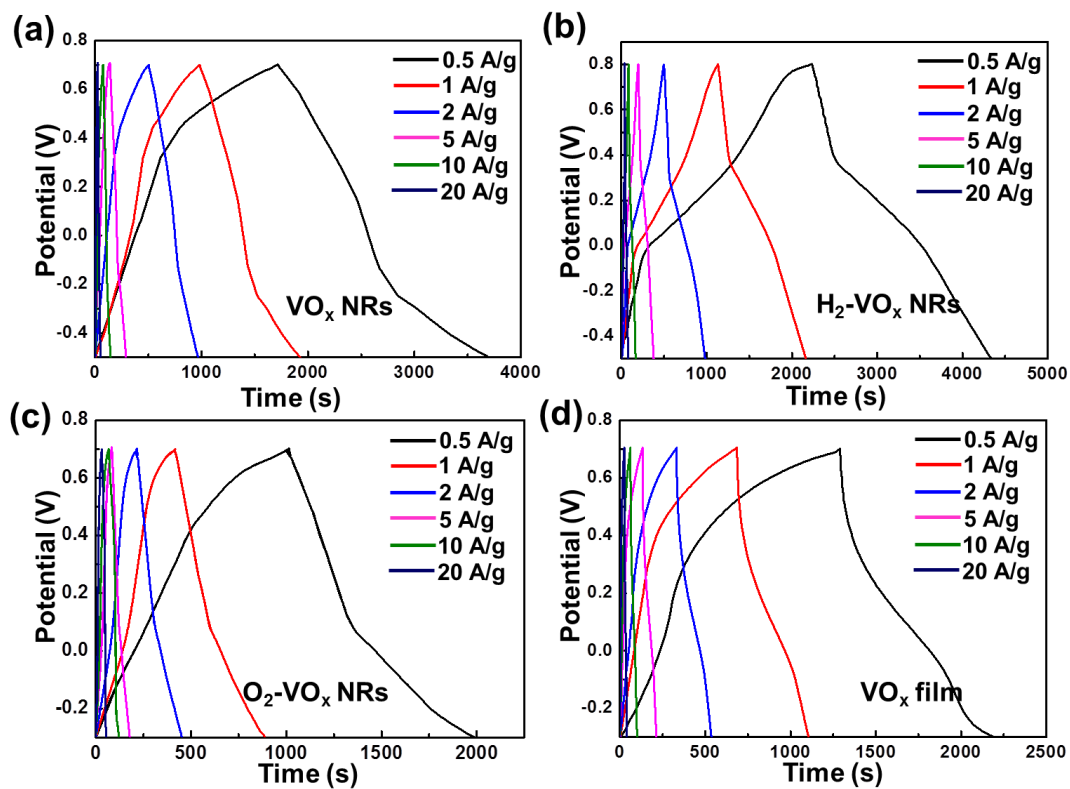 (a)
0.8
0.4
0.0
-0.4
Potential (V)
0 1000 2000 3000 4000
Time (s)
0.5 A/g
1 A/g
2 A/g
5 A/g
10 A/g
20 A/g
VOₓ NRs
(b)
0.8
0.6
0.4
0.2
0.0
-0.2
-0.4
Potential (V)
0 1000 2000 3000 4000 5000
Time (s)
0.5 A/g
1 A/g
2 A/g
5 A/g
10 A/g
20 A/g
H₂-VOₓ NRs
(c)
0.8
0.6
0.4
0.2
0.0
-0.2
Potential (V)
0 500 1000 1500 2000
Time (s)
0.5 A/g
1 A/g
2 A/g
5 A/g
10 A/g
20 A/g
O₂-VOₓ NRs
(d)
0.8
0.6
0.4
0.2
0.0
-0.2
Potential (V)
0 500 1000 1500 2000 2500
Time (s)
0.5 A/g
1 A/g
2 A/g
5 A/g
10 A/g
20 A/g
VOₓ film